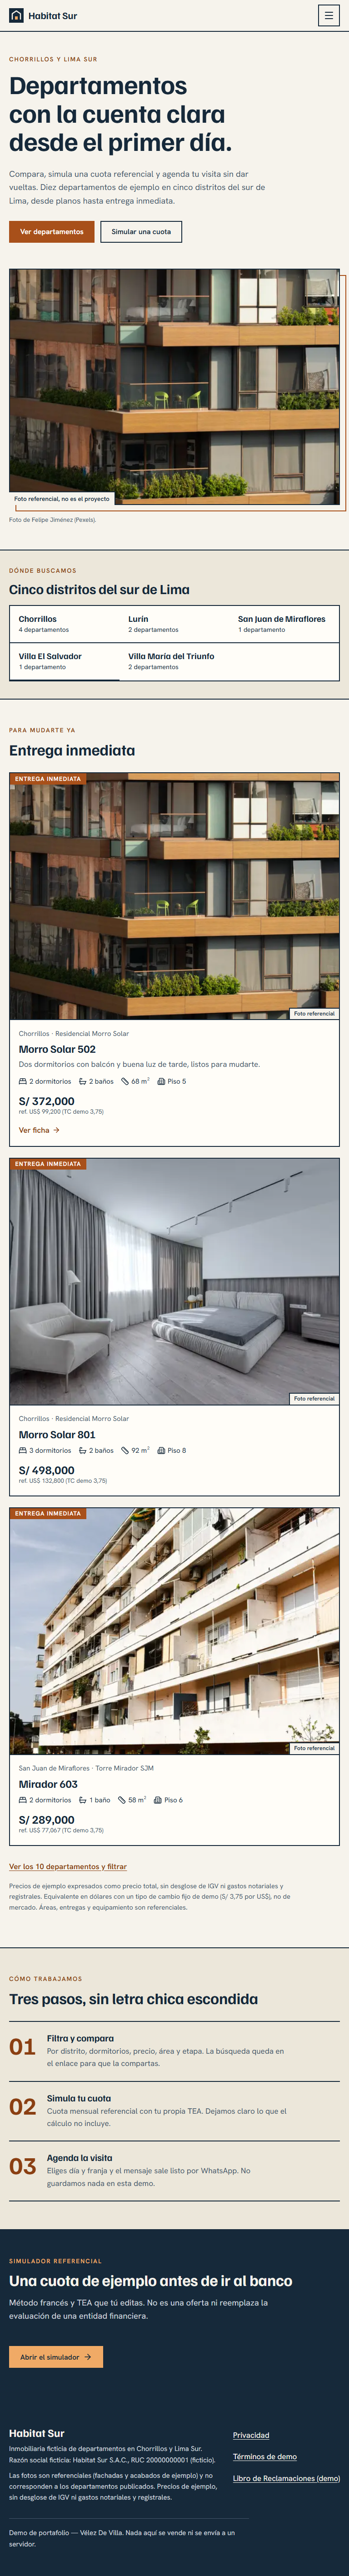 Habitat Sur
CHORRILLOS Y LIMA SUR
Departamentos
con la cuenta clara
desde el primer día.
Compara, simula una cuota referencial y agenda tu visita sin dar
vueltas. Diez departamentos de ejemplo en cinco distritos del sur de
Lima, desde planos hasta entrega inmediata.
Ver departamentos
Simular una cuota
Foto referencial, no es el proyecto
Foto de Felipe Jiménez (Pexels).
DÓNDE BUSCAMOS
Cinco distritos del sur de Lima
Chorrillos
4 departamentos
Lurín
2 departamentos
San Juan de Miraflores
1 departamento
Villa El Salvador
1 departamento
Villa María del Triunfo
2 departamentos
PARA MUDARTE YA
Entrega inmediata
ENTREGA INMEDIATA
Foto referencial
Chorrillos · Residencial Morro Solar
Morro Solar 502
Dos dormitorios con balcón y buena luz de tarde, listos para mudarte.
2 dormitorios 2 baños 68 m² Piso 5
S/ 372,000
ref. US$ 99,200 (TC demo 3,75)
Ver ficha →
ENTREGA INMEDIATA
Foto referencial
Chorrillos · Residencial Morro Solar
Morro Solar 801
3 dormitorios 2 baños 92 m² Piso 8
S/ 498,000
ref. US$ 132,800 (TC demo 3,75)
ENTREGA INMEDIATA
Foto referencial
San Juan de Miraflores · Torre Mirador SJM
Mirador 603
2 dormitorios 1 baño 58 m² Piso 6
S/ 289,000
ref. US$ 77,067 (TC demo 3,75)
Ver los 10 departamentos y filtrar
Precios de ejemplo expresados como precio total, sin desglose de IGV ni gastos notariales y
registrales. Equivalente en dólares con un tipo de cambio fijo de demo (S/ 3,75 por US$), no de
mercado. Áreas, entregas y equipamiento son referenciales.
CÓMO TRABAJAMOS
Tres pasos, sin letra chica escondida
01
Filtra y compara
Por distrito, dormitorios, precio, área y etapa. La búsqueda queda en
el enlace para que la compartas.
02
Simula tu cuota
Cuota mensual referencial con tu propia TEA. Dejamos claro lo que el
cálculo no incluye.
03
Agenda la visita
Eliges día y franja y el mensaje sale listo por WhatsApp. No
guardamos nada en esta demo.
SIMULADOR REFERENCIAL
Una cuota de ejemplo antes de ir al banco
Método francés y TEA que tú editas. No es una oferta ni reemplaza la
evaluación de una entidad financiera.
Abrir el simulador →
Habitat Sur
Inmobiliaria ficticia de departamentos en Chorrillos y Lima Sur.
Razón social ficticia: Habitat Sur S.A.C., RUC 20000000001 (ficticio).
Las fotos son referenciales (fachadas y acabados de ejemplo) y no
corresponden a los departamentos publicados. Precios de ejemplo,
sin desglose de IGV ni gastos notariales y registrales.
Privacidad
Términos de demo
Libro de Reclamaciones (demo)
Demo de portafolio — Vélez De Villa. Nada aquí se vende ni se envía a un
servidor.